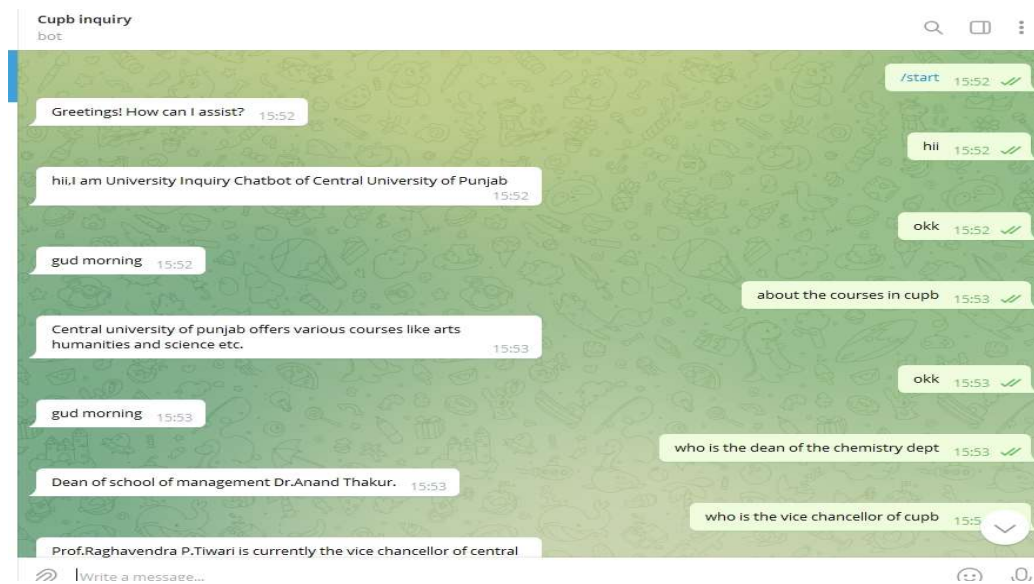 Cupb inquiry
bot
/start 15:52
Greetings! How can I assist? 15:52
hii 15:52
hii,I am University Inquiry Chatbot of Central University of Punjab
15:52
okk 15:52
gud morning 15:52
about the courses in cupb 15:53
Central university of punjab offers various courses like arts
humanities and science etc. 15:53
okk 15:53
gud morning 15:53
who is the dean of the chemistry dept 15:53
Dean of school of management Dr.Anand Thakur. 15:53
who is the vice chancellor of cupb 15:5
Prof.Raghavendra P.Tiwari is currently the vice chancellor of central
Write a message...